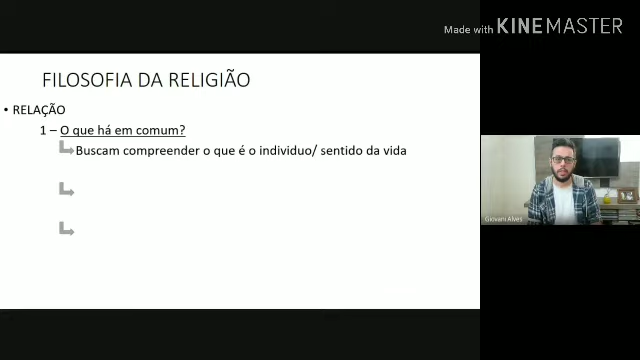 Made with KINEMASTER
FILOSOFIA DA RELIGIÃO
• RELAÇÃO
1 – O que há em comum?
Buscam compreender o que é o individuo/ sentido da vida
Giovani Alves